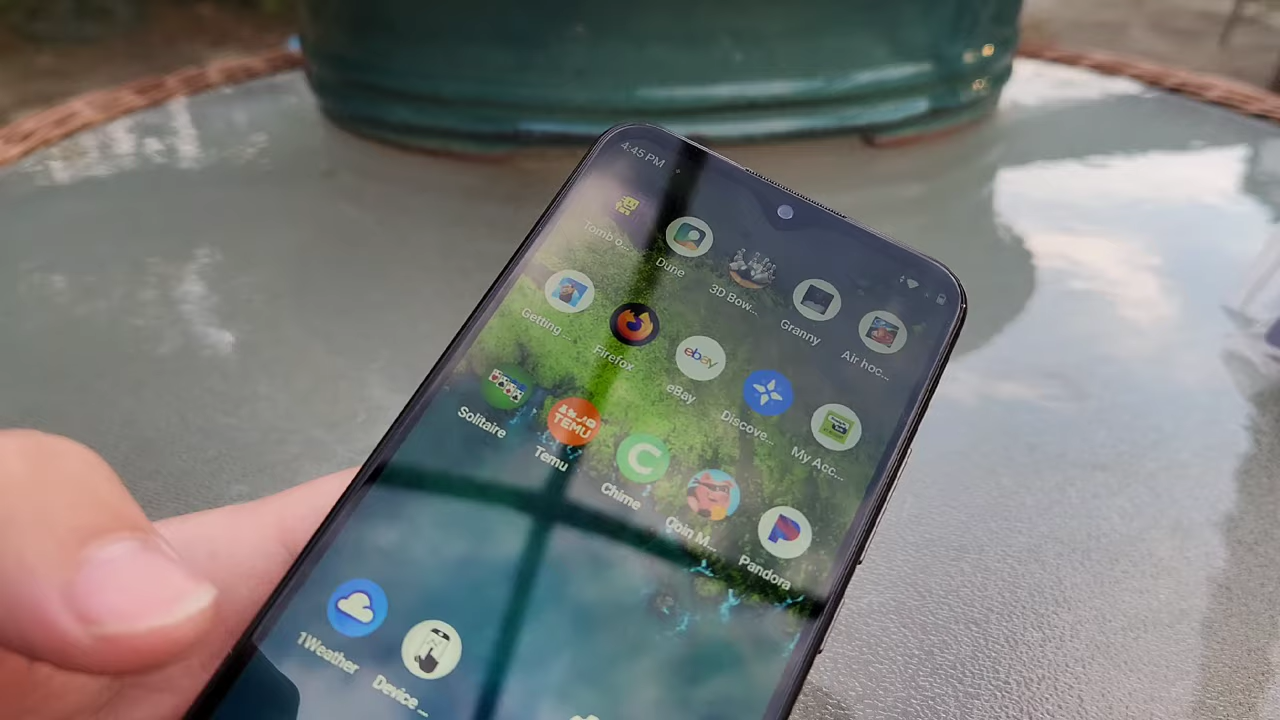 4:45 PM
Tomb o...
Dune
3D Bow...
Granny
Air hoc...
Getting ...
Firefox
ebay
eBay
Discove...
My Acc...
Solitaire
TEMU
Temu
C
Chime
Coin M...
Pandora
1Weather
Device ...